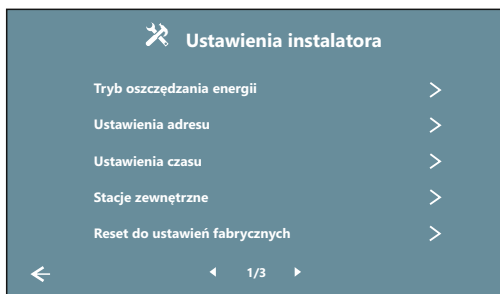 Ustawienia instalatora
Tryb oszczędzania energii
Ustawienia adresu
Ustawienia czasu
Stacje zewnętrzne
Reset do ustawień fabrycznych
1/3